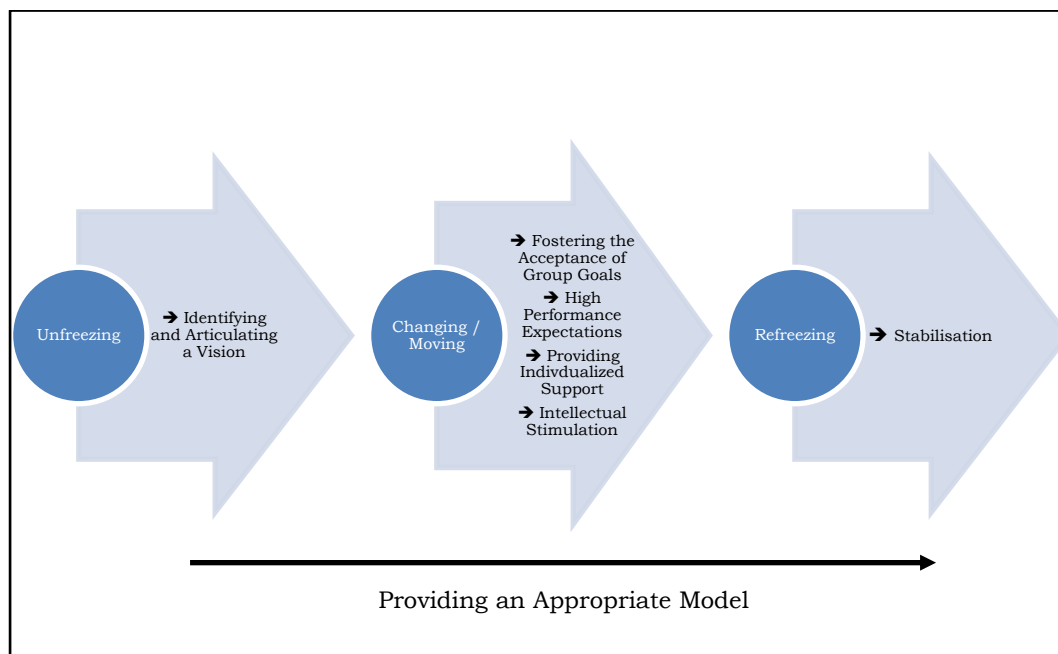 Unfreezing
➔ Identifying
and Articulating
a Vision
Changing /
Moving
➔ Fostering the
Acceptance of
Group Goals
➔ High
Performance
Expectations
➔ Providing
Indivdualized
Support
➔ Intellectual
Stimulation
Refreezing
➔ Stabilisation
Providing an Appropriate Model